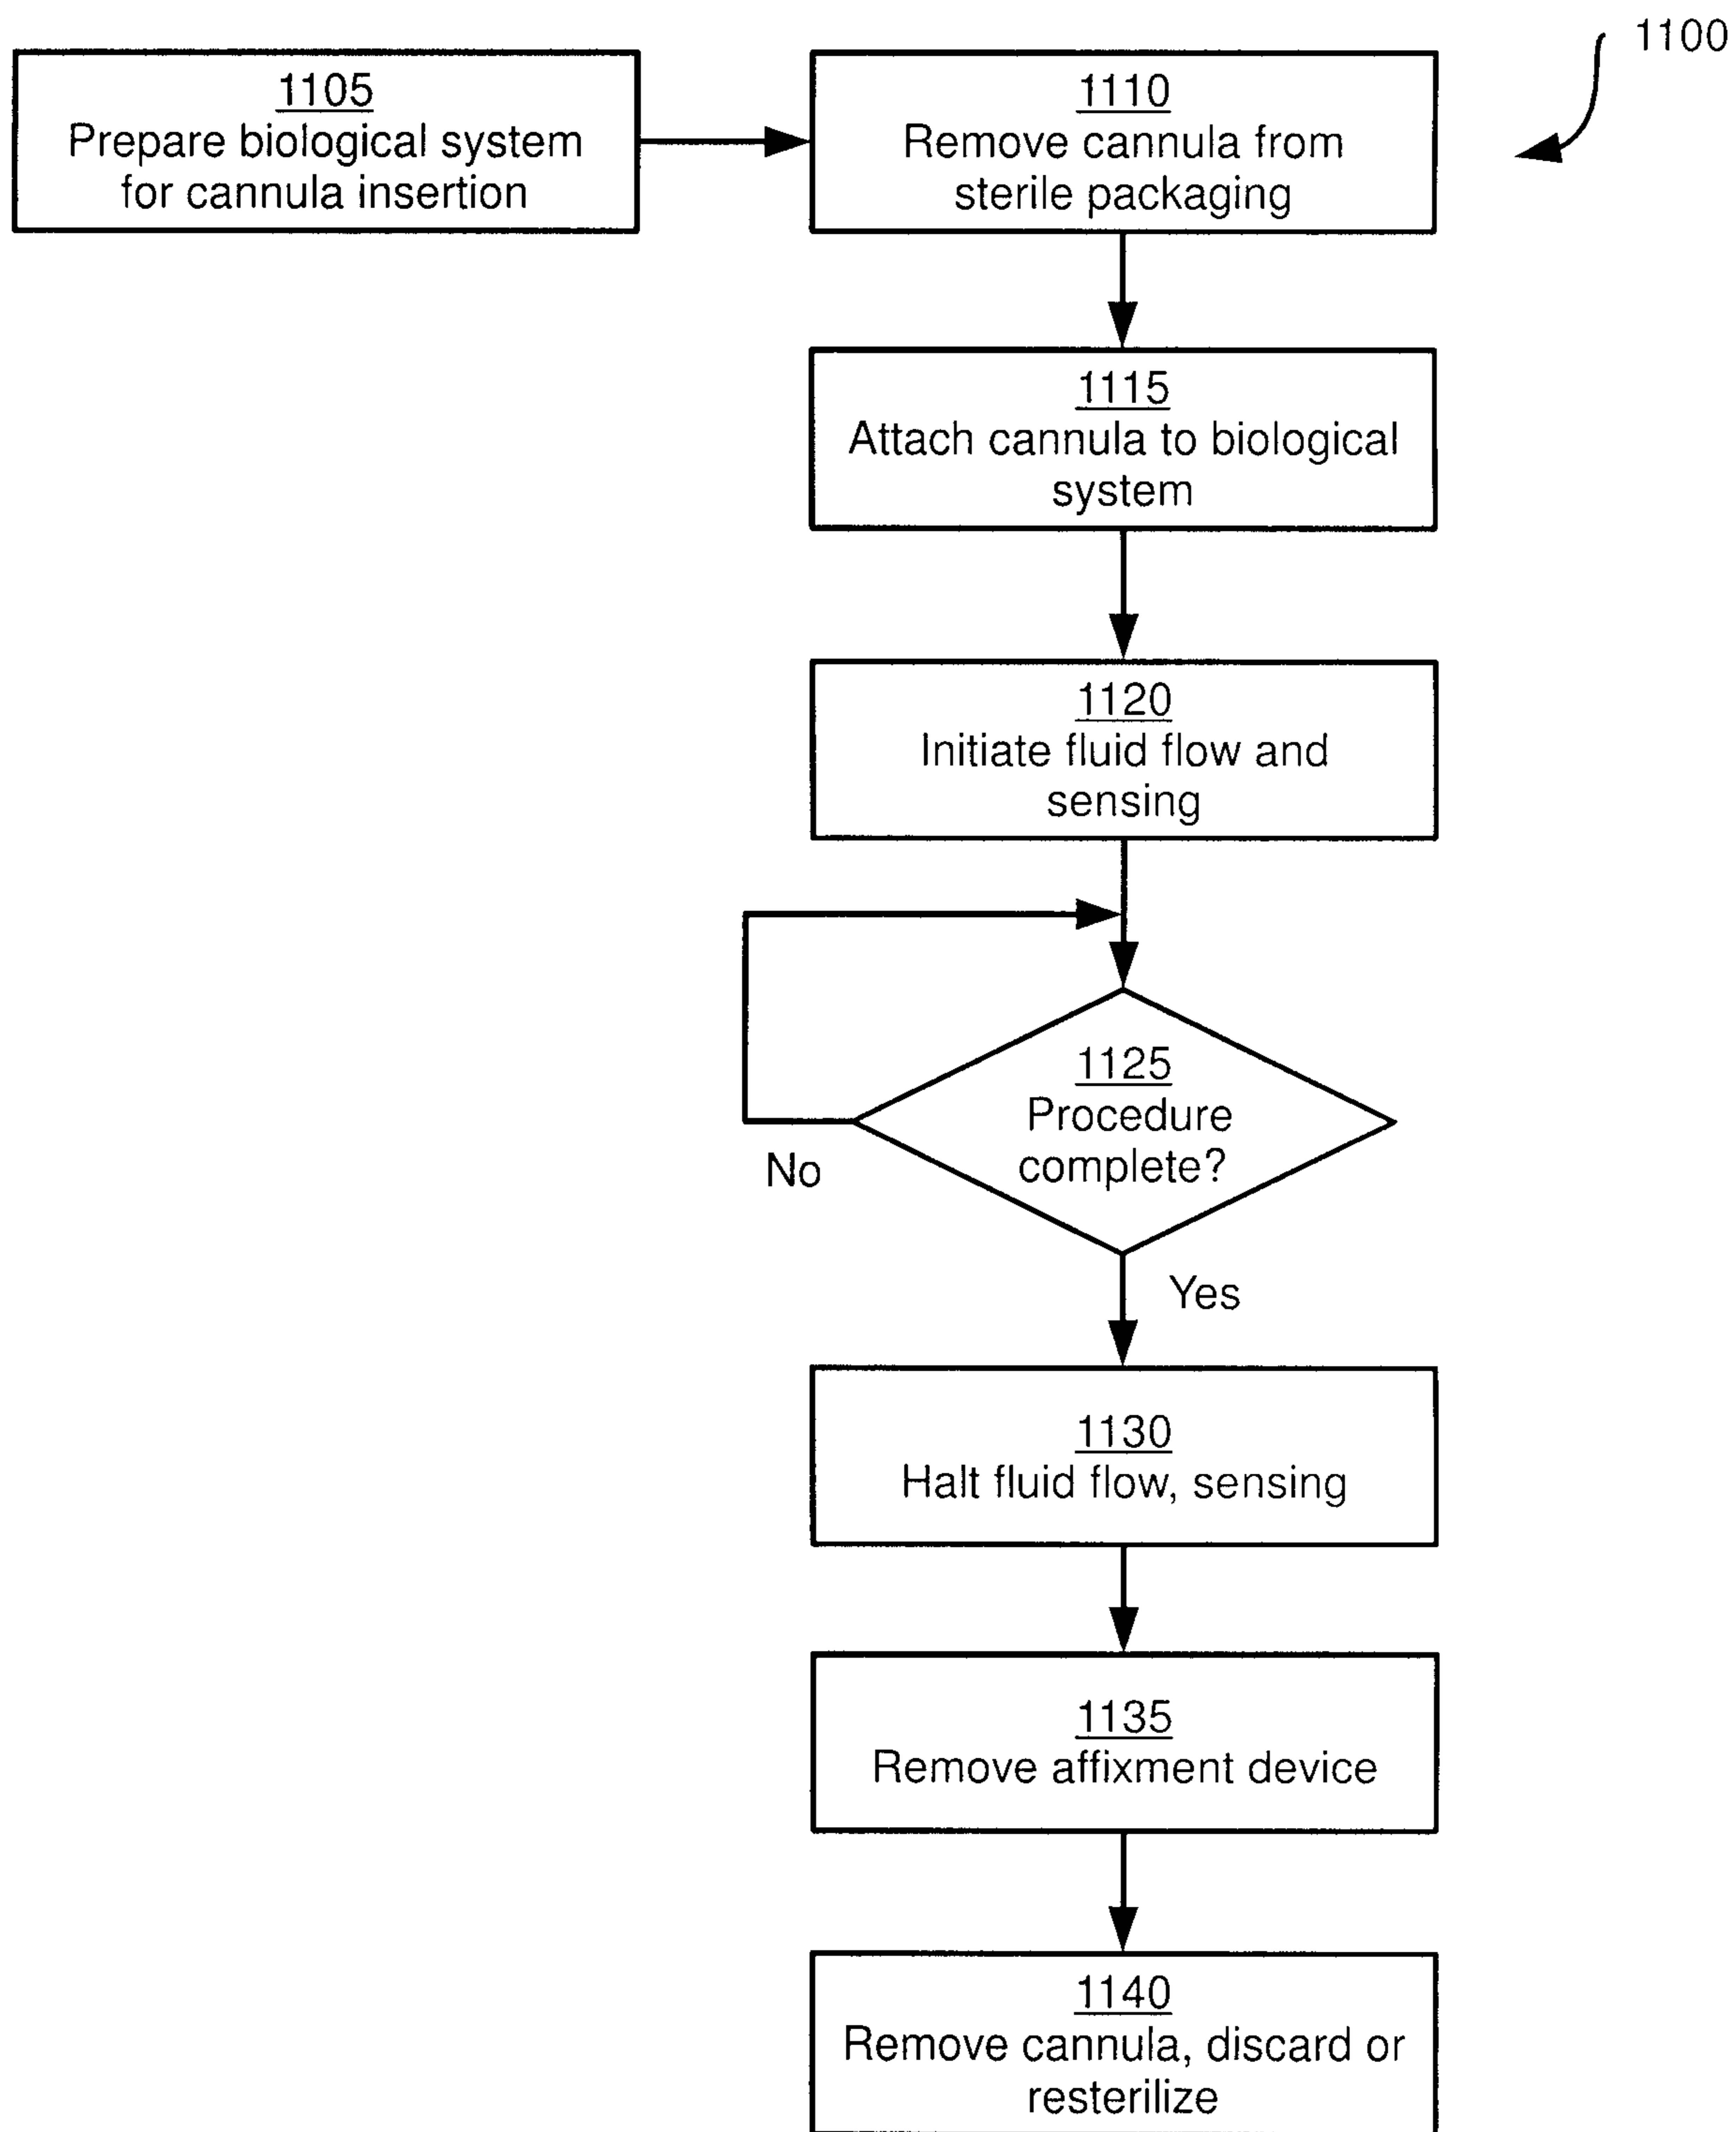 1100
1105
Prepare biological system
for cannula insertion
1110
Remove cannula from
sterile packaging
1115
Attach cannula to biological
system
1120
Initiate fluid flow and
sensing
1125
Procedure
complete?
No
Yes
1130
Halt fluid flow, sensing
1135
Remove affixment device
1140
Remove cannula, discard or
resterilize